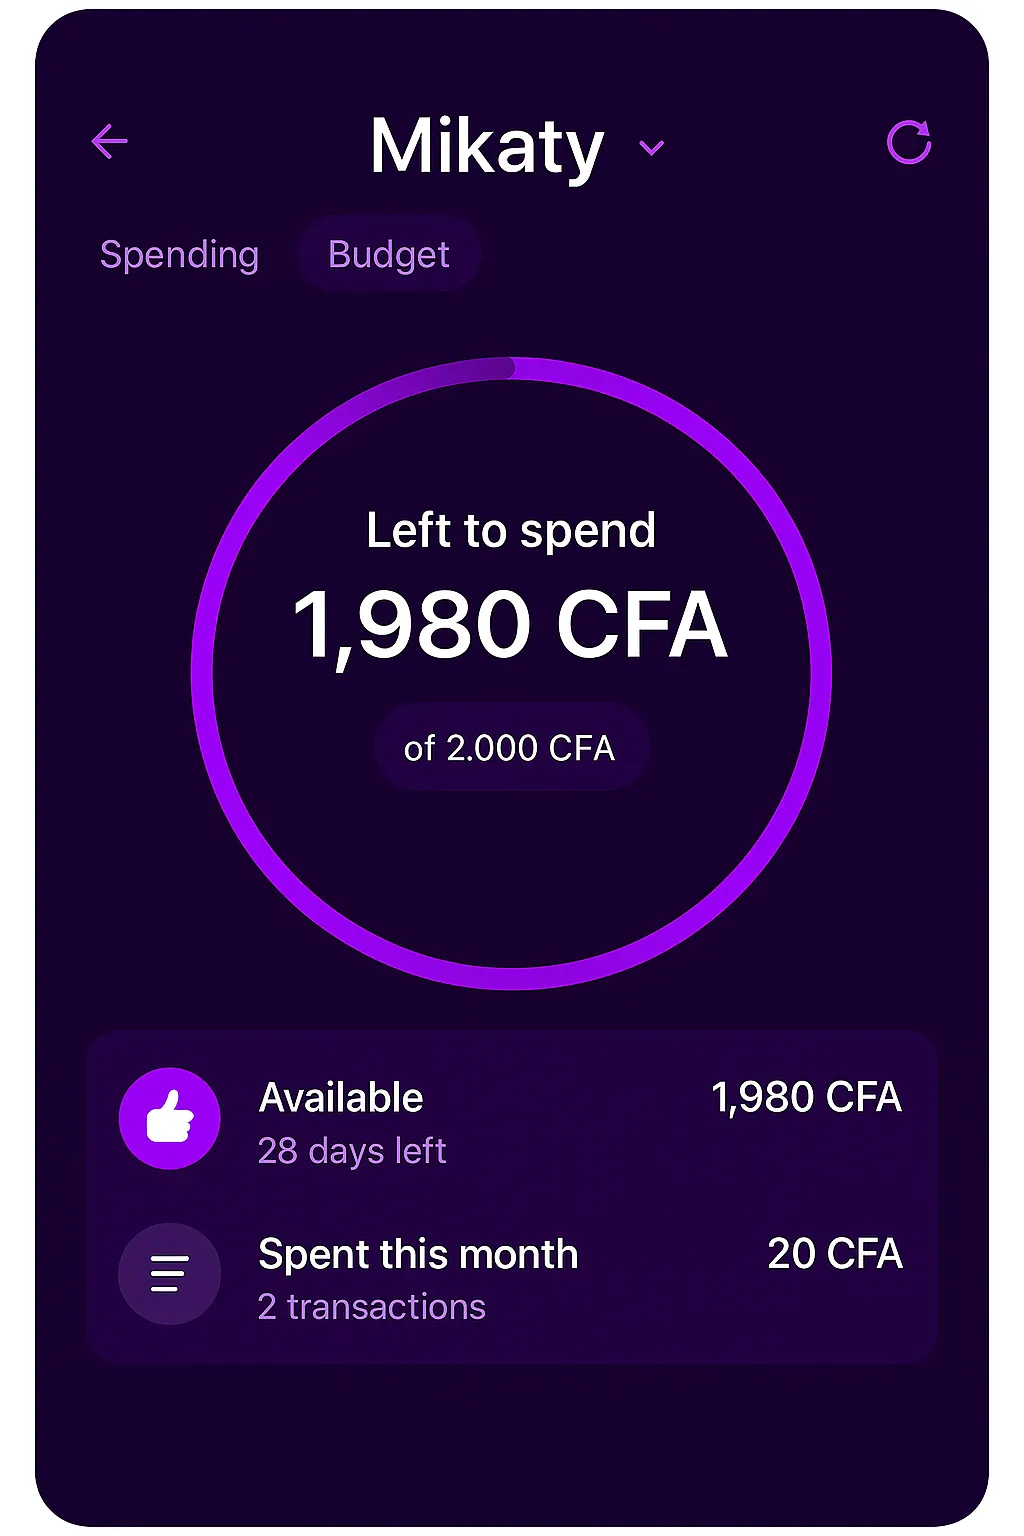 Mikaty
Spending Budget
Left to spend
1,980 CFA
of 2.000 CFA
Available 1,980 CFA
28 days left
Spent this month 20 CFA
2 transactions